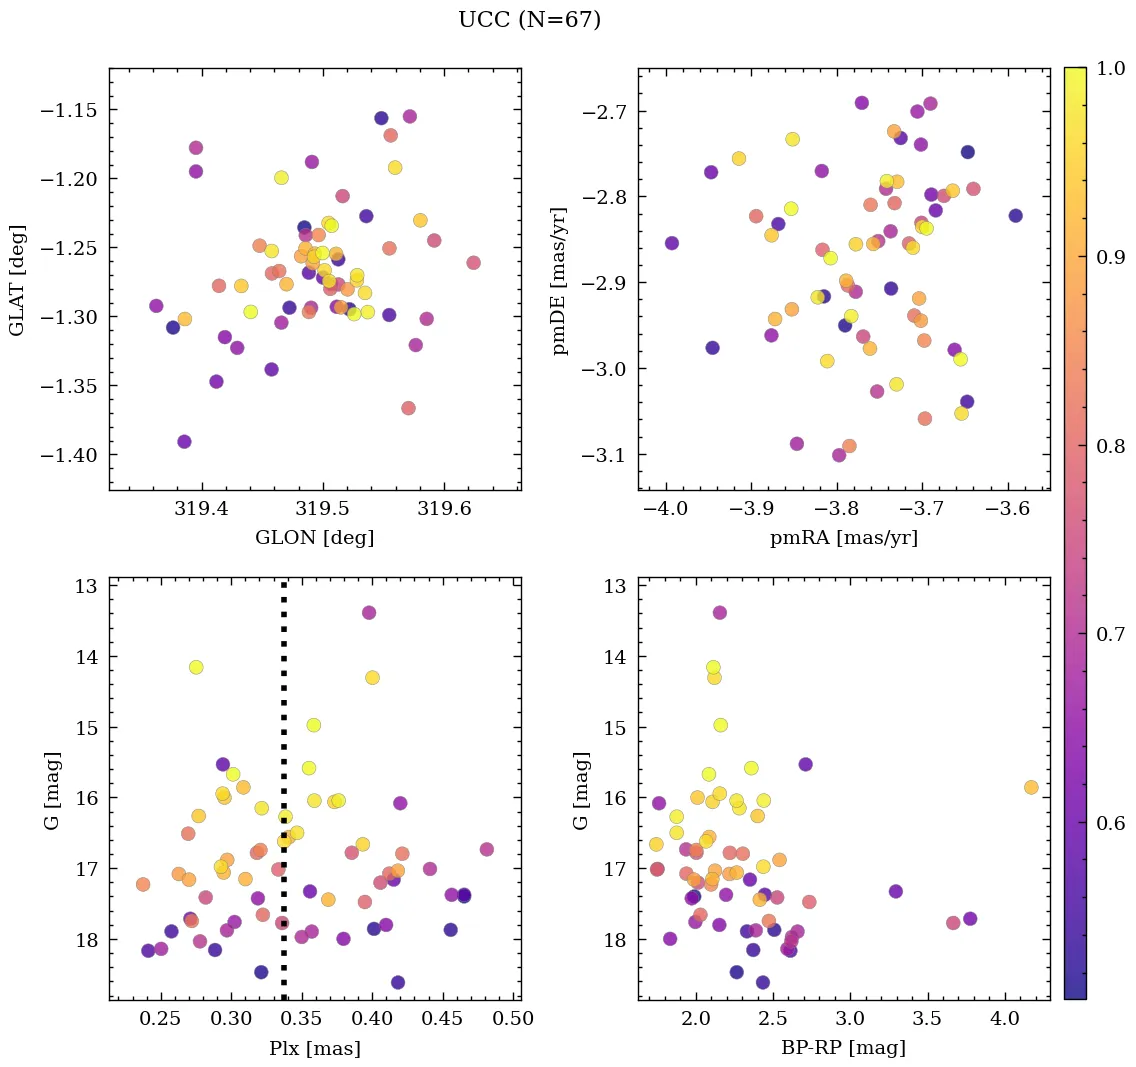 UCC (N=67)
−1.15
−1.20
−1.25
−1.30
−1.35
−1.40
GLAT [deg]
319.4 319.5 319.6
GLON [deg]
−2.7
−2.8
−2.9
−3.0
−3.1
pmDE [mas/yr]
−4.0 −3.9 −3.8 −3.7 −3.6
pmRA [mas/yr]
13
14
15
16
17
18
G [mag]
0.25 0.30 0.35 0.40 0.45 0.50
Plx [mas]
13
14
15
16
17
18
G [mag]
2.0 2.5 3.0 3.5 4.0
BP-RP [mag]
1.0
0.9
0.8
0.7
0.6